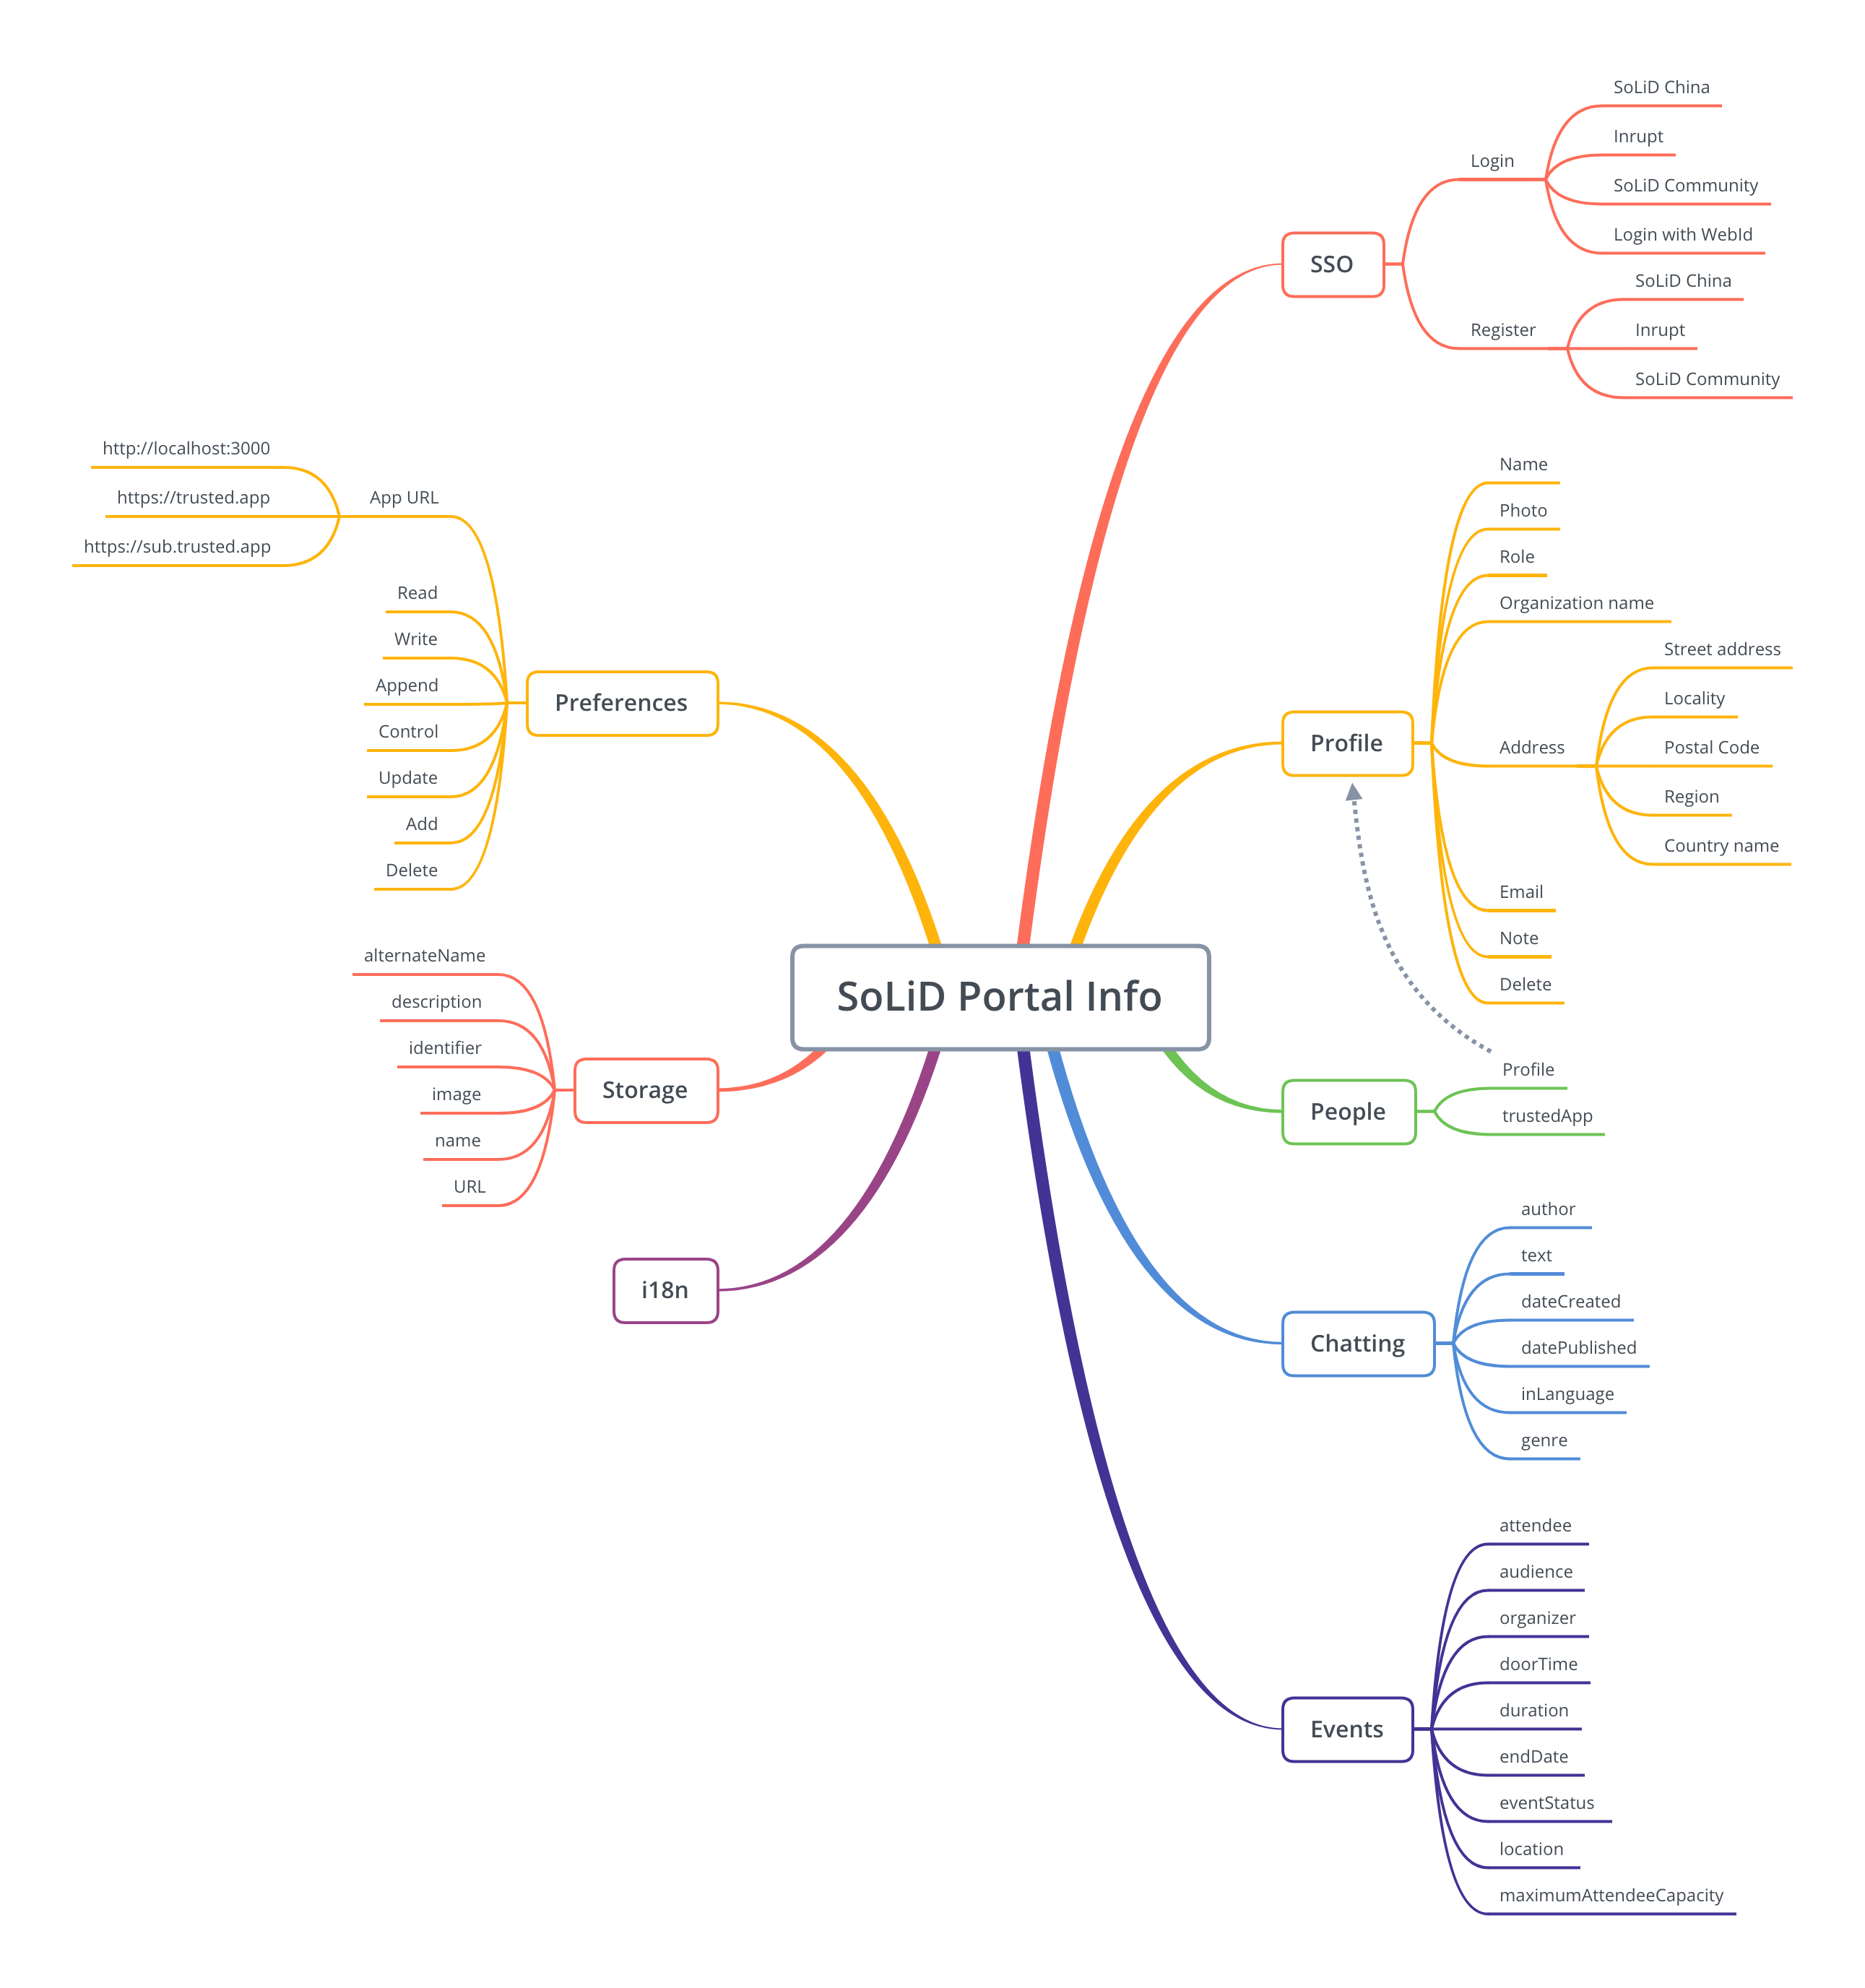 SoLiD Portal Info
SSO
Login
SoLiD China
Inrupt
SoLiD Community
Login with WebId
Register
SoLiD China
Inrupt
SoLiD Community
Profile
Name
Photo
Role
Organization name
Address
Street address
Locality
Postal Code
Region
Country name
Email
Note
Delete
People
Profile
trustedApp
Chatting
author
text
dateCreated
datePublished
inLanguage
genre
Events
attendee
audience
organizer
doorTime
duration
endDate
eventStatus
location
maximumAttendeeCapacity
Preferences
App URL
http://localhost:3000
https://trusted.app
https://sub.trusted.app
Read
Write
Append
Control
Update
Add
Delete
Storage
alternateName
description
identifier
image
name
URL
i18n